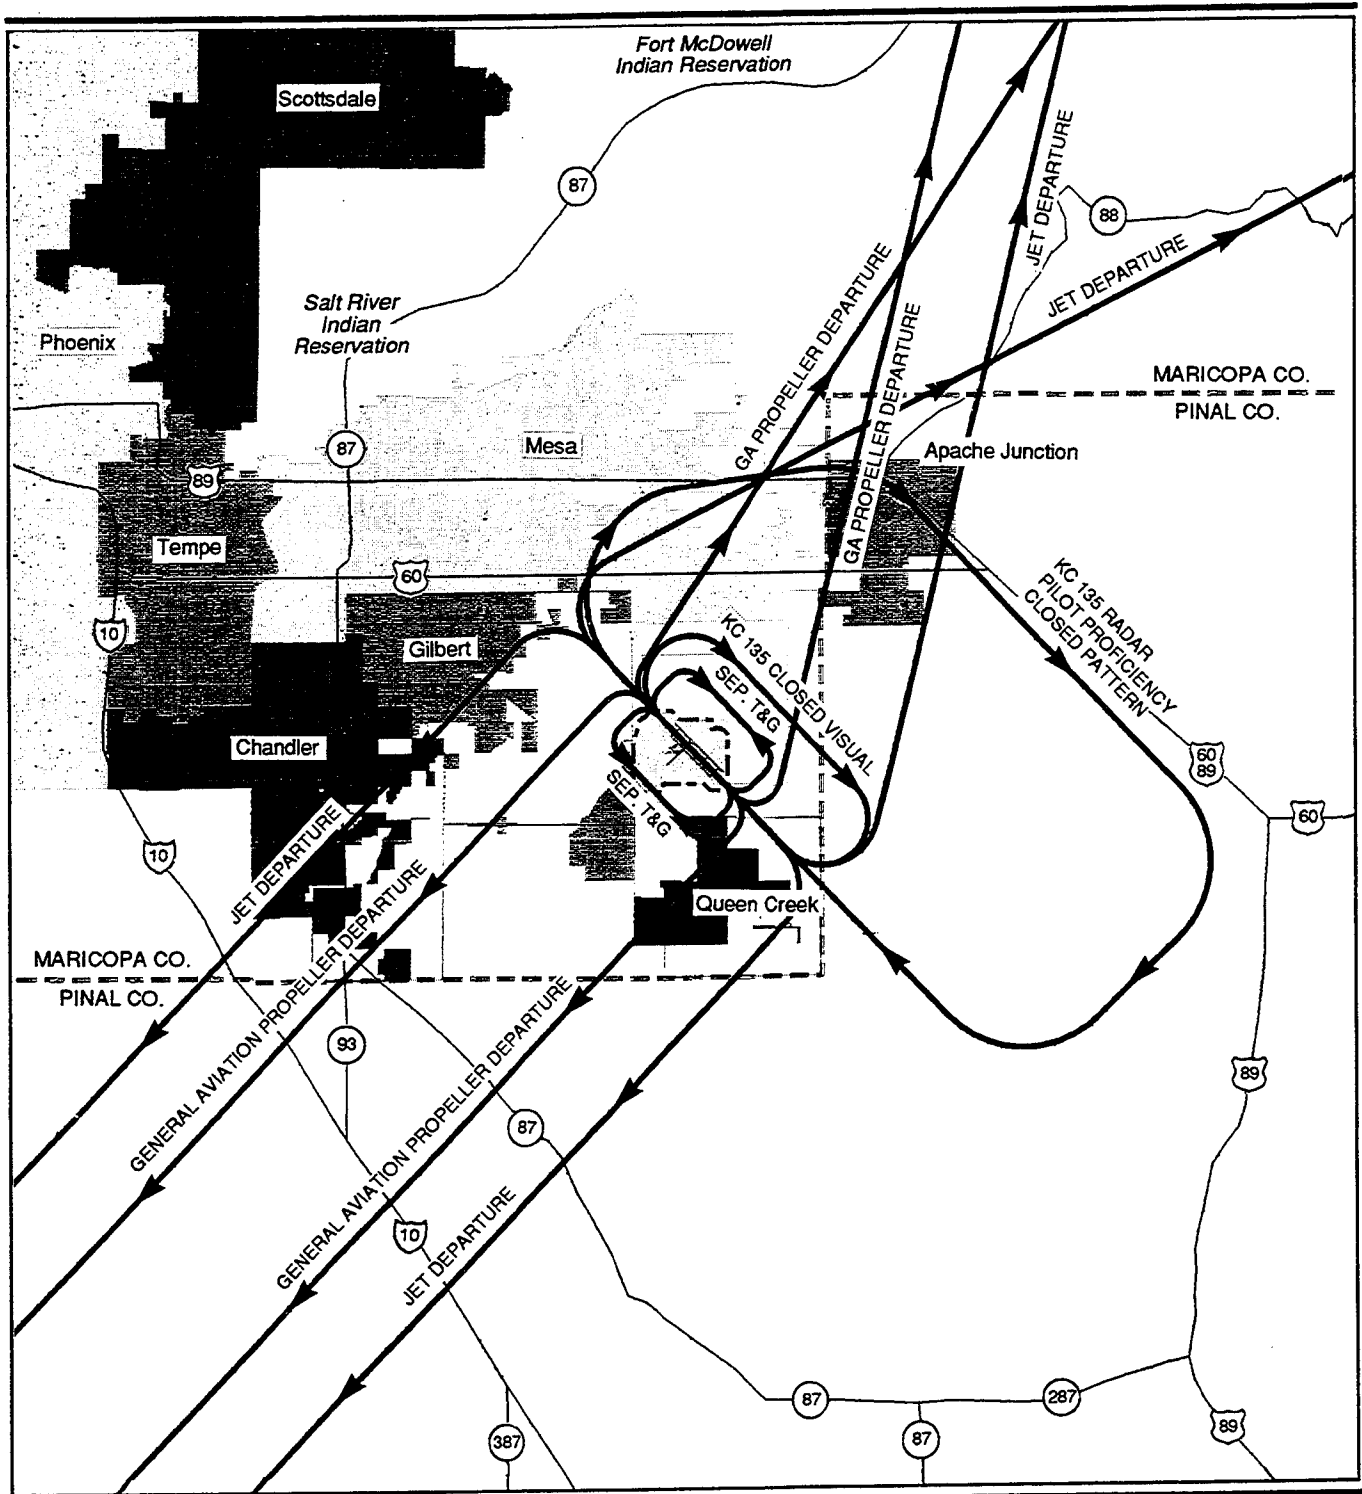 Fort McDowell
Indian Reservation
Scottsdale
87
88
JET DEPARTURE
JET DEPARTURE
Salt River
Indian
Reservation
Phoenix
GA PROPELLER DEPARTURE
GA PROPELLER DEPARTURE
MARICOPA CO.
PINAL CO.
87
Mesa
Apache Junction
89
Tempe
60
KC 135 RADAR
PILOT PROFICIENCY
CLOSED PATTERN
10
Gilbert
KC 135 CLOSED VISUAL
SEP. T&G
Chandler
60
89
SEP. T&G
60
10
JET DEPARTURE
Queen Creek
GENERAL AVIATION PROPELLER DEPARTURE
MARICOPA CO.
PINAL CO.
93
GENERAL AVIATION PROPELLER DEPARTURE
89
87
JET DEPARTURE
10
87
287
89
387
87